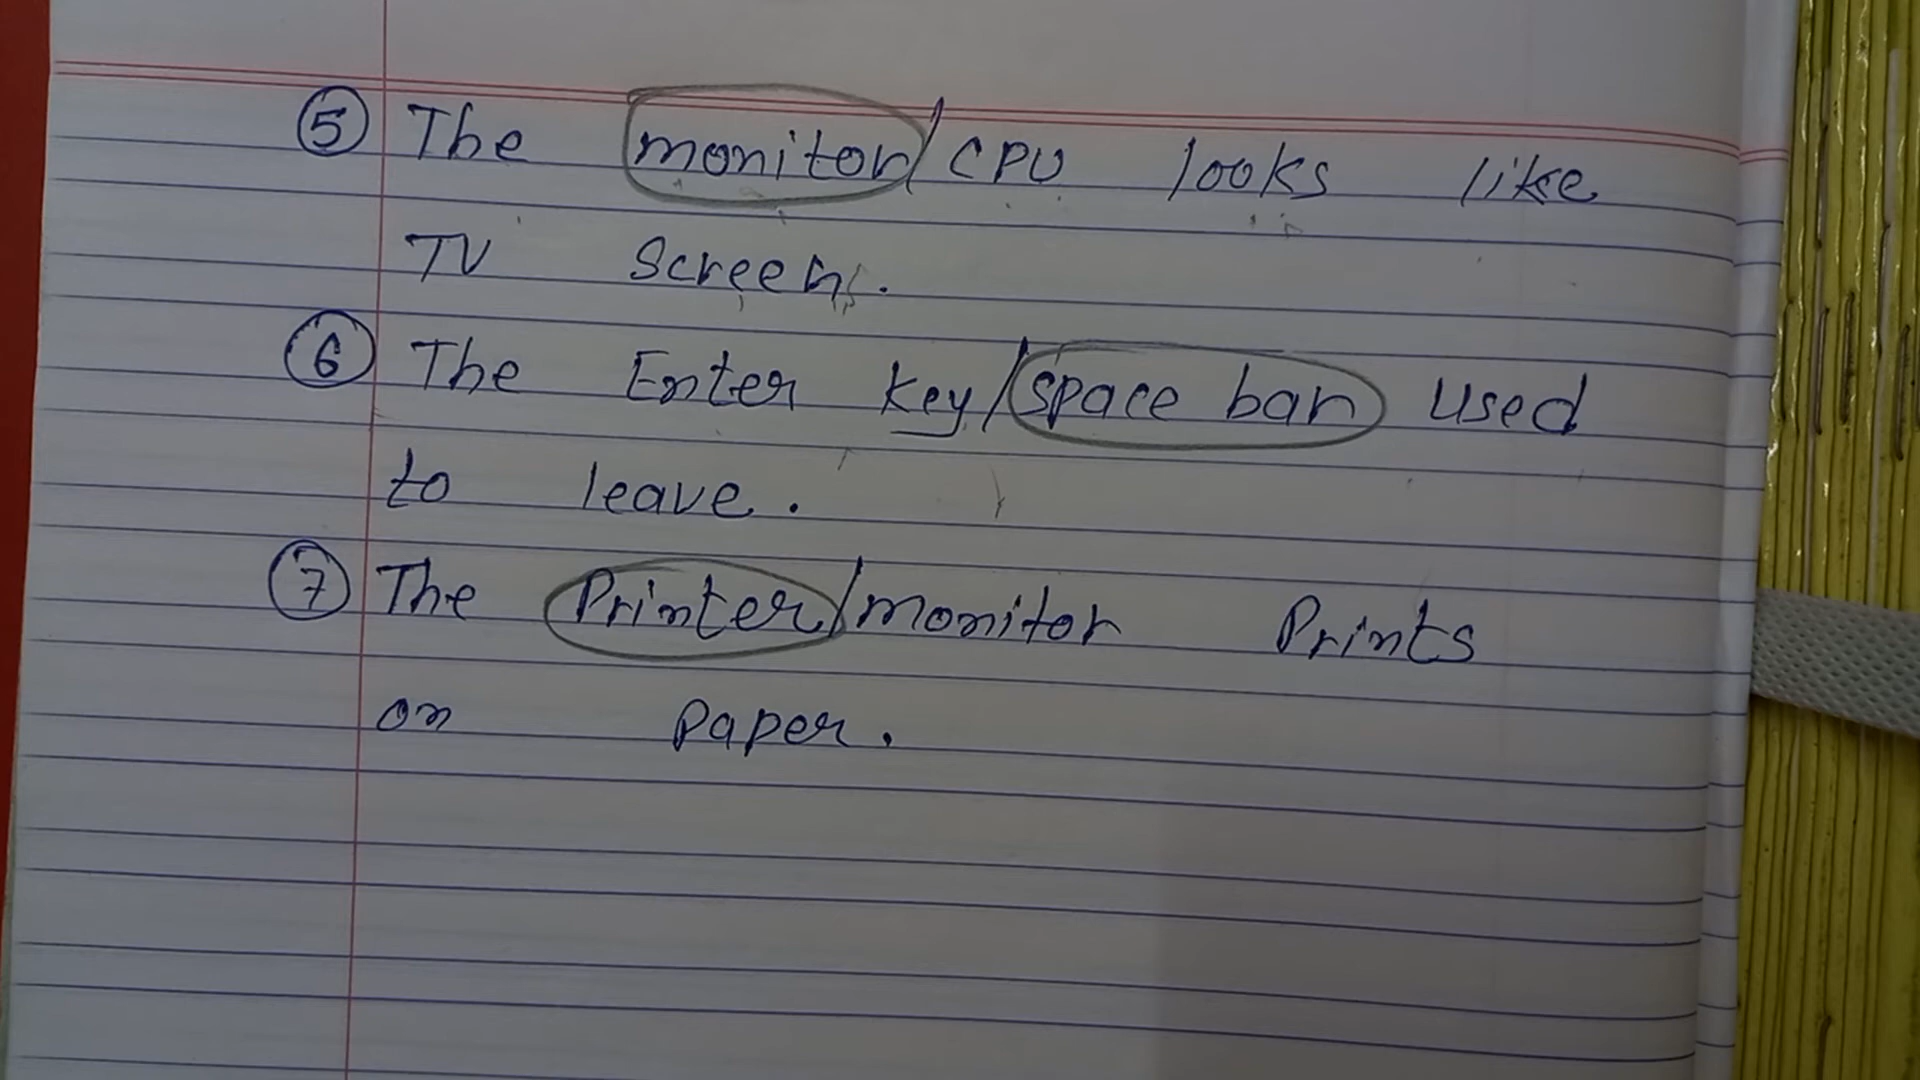 5 The monitor/CPU looks like
TV Screen.
6 The Enter key/space bar used
to leave.
7 The Printer/monitor Prints
on paper.